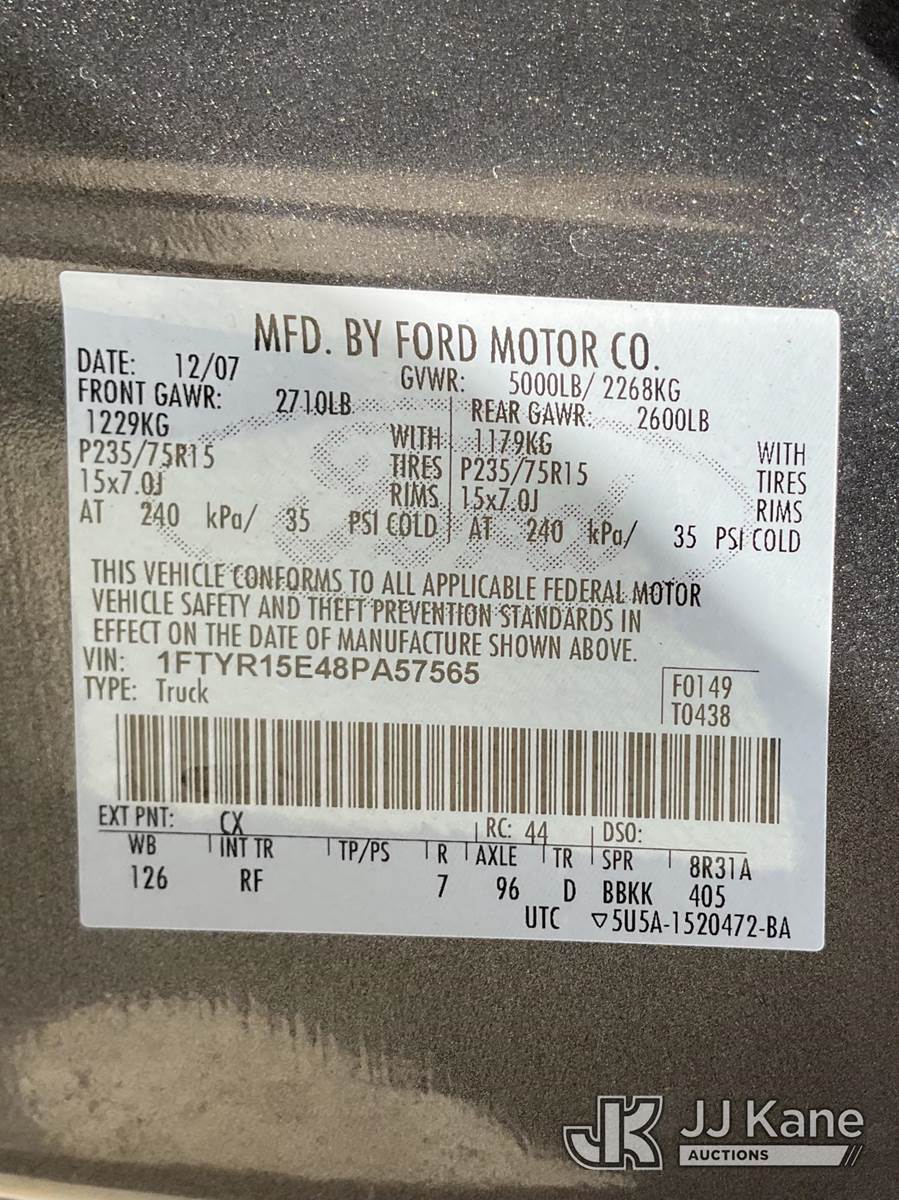 MFD. BY FORD MOTOR CO.
DATE: 12/07 GVWR: 5000LB/ 2268KG
FRONT GAWR: 2710LB REAR GAWR: 2600LB
1229KG WITH 1179KG WITH
P235/75R15 TIRES P235/75R15 TIRES
15x7.0J RIMS 15x7.0J RIMS
AT 240 kPa/ 35 PSI COLD AT 240 kPa/ 35 PSI COLD
THIS VEHICLE CONFORMS TO ALL APPLICABLE FEDERAL MOTOR
VEHICLE SAFETY AND THEFT PREVENTION STANDARDS IN
EFFECT ON THE DATE OF MANUFACTURE SHOWN ABOVE.
VIN: 1FTYR15E48PA57565 F0149
TYPE: Truck T0438
EXT PNT: CX RC: 44 DSO:
WB INT TR TP/PS R AXLE TR SPR 8R31A
126 RF 7 96 D BBKK 405
UTC ▽5U5A-1520472-BA
JK JJ Kane
AUCTIONS